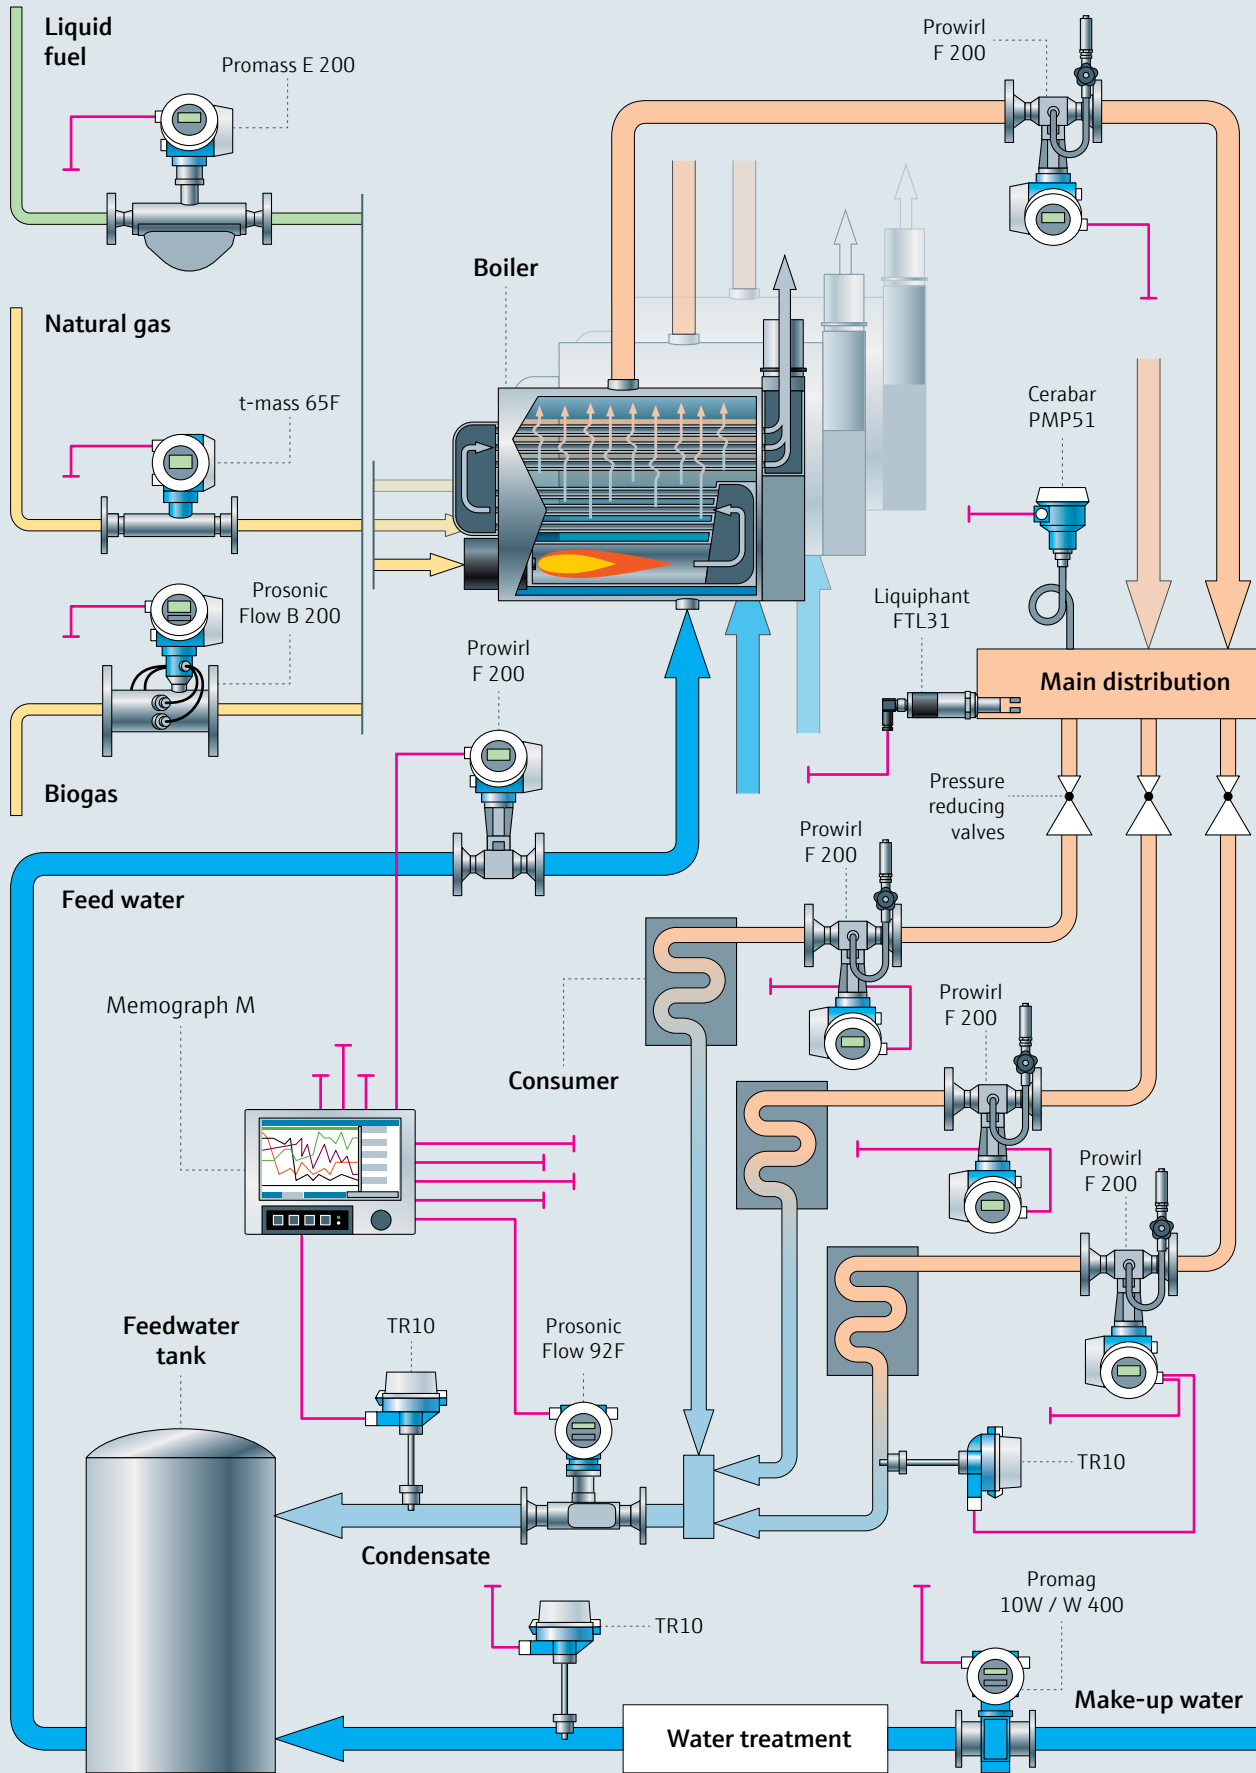 Liquid
fuel
Promass E 200
Prowirl
F 200
Boiler
Natural gas
t-mass 65F
Cerabar
PMP51
Prosonic
Flow B 200
Liquiphant
FTL31
Prowirl
F 200
Main distribution
Biogas
Pressure
reducing
valves
Prowirl
F 200
Feed water
Memograph M
Prowirl
F 200
Consumer
Prowirl
F 200
Feedwater
tank
TR10
Prosonic
Flow 92F
TR10
Condensate
Promag
10W / W 400
TR10
Make-up water
Water treatment